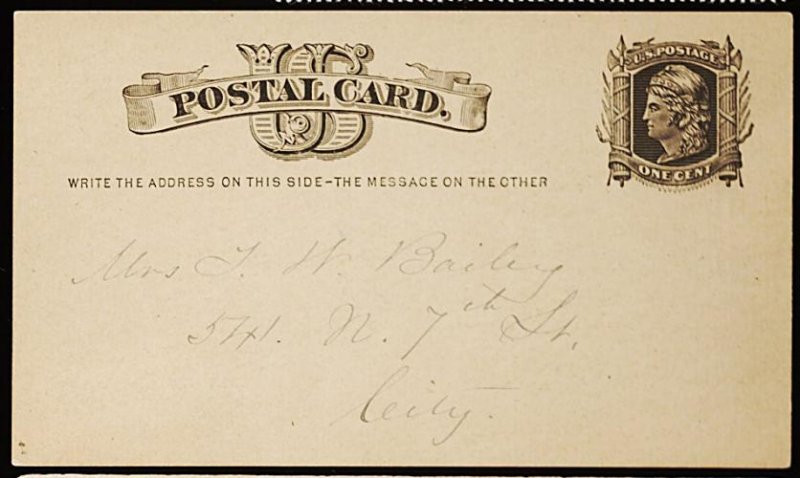 US
POSTAL CARD.
U.S. POSTAGE
ONE CENT
WRITE THE ADDRESS ON THIS SIDE-THE MESSAGE ON THE OTHER
Mrs J. W. Bailey
541. N. 7th St.
City.